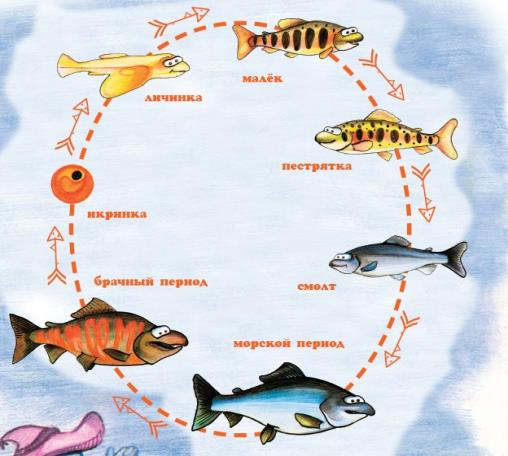 малёк
личинка
пестрятка
икринка
брачный период
смолт
морской период